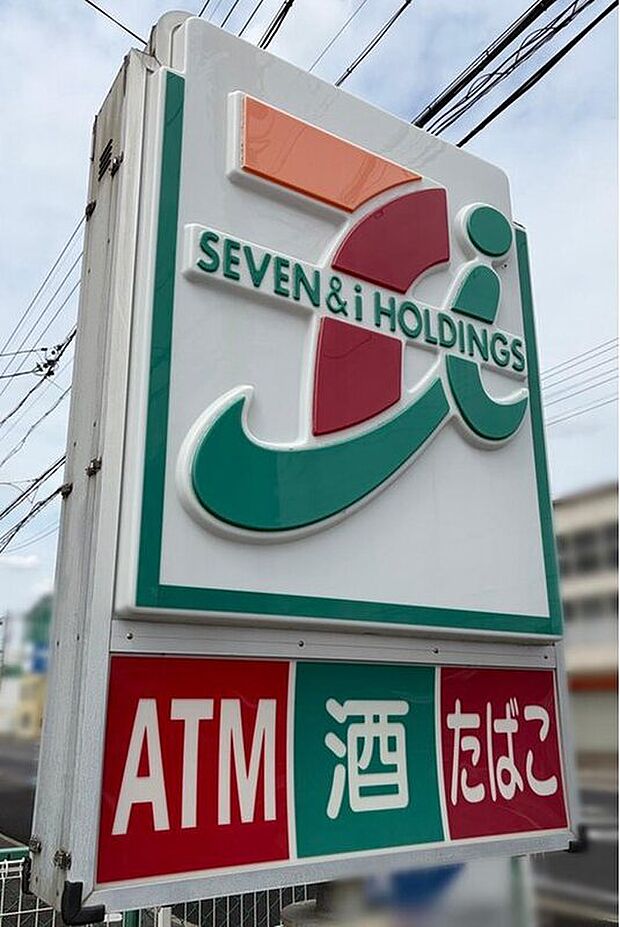 SEVEN&i HOLDINGS
ATM 酒 たばこ